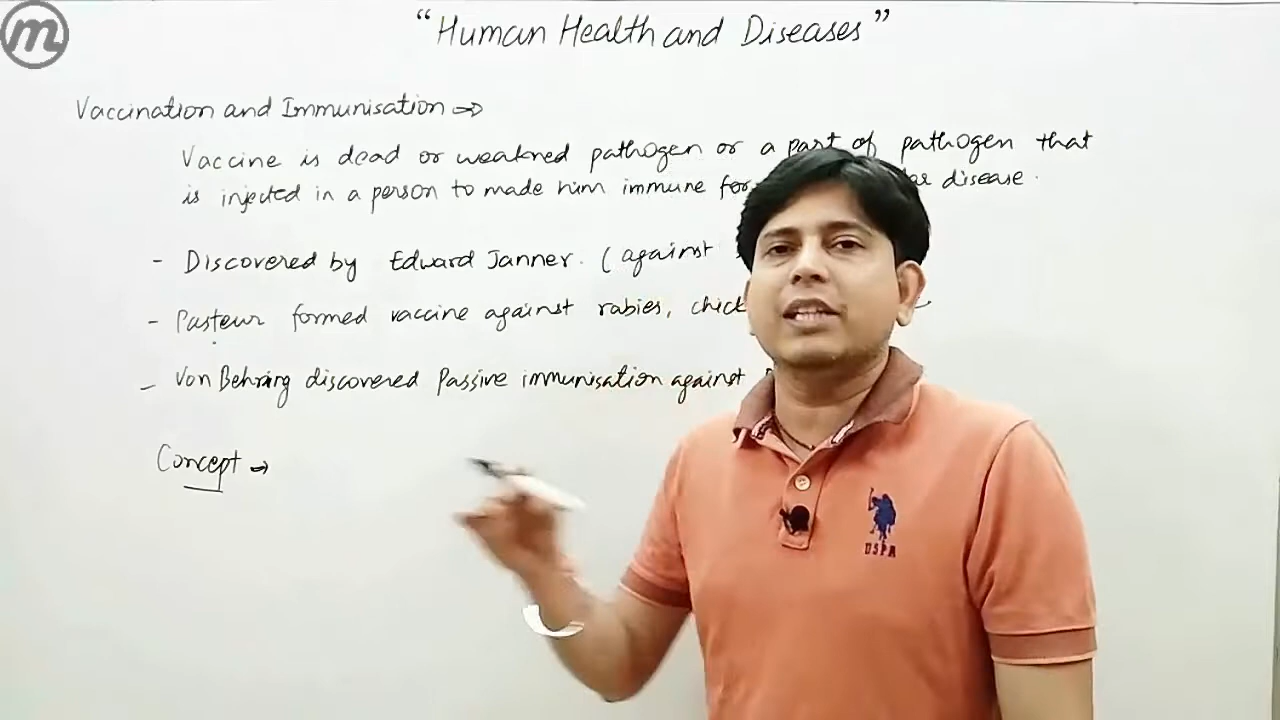 m
“Human Health and Diseases”
Vaccination and Immunisation →
Vaccine is dead or weakned pathogen or a part of pathogen that
is injected in a person to made him immune for disease.
- Discovered by Edward Janner. (against
- Pasteur formed vaccine against rabies, chick
- Von Behring discovered Passive immunisation against
Concept →
USPA